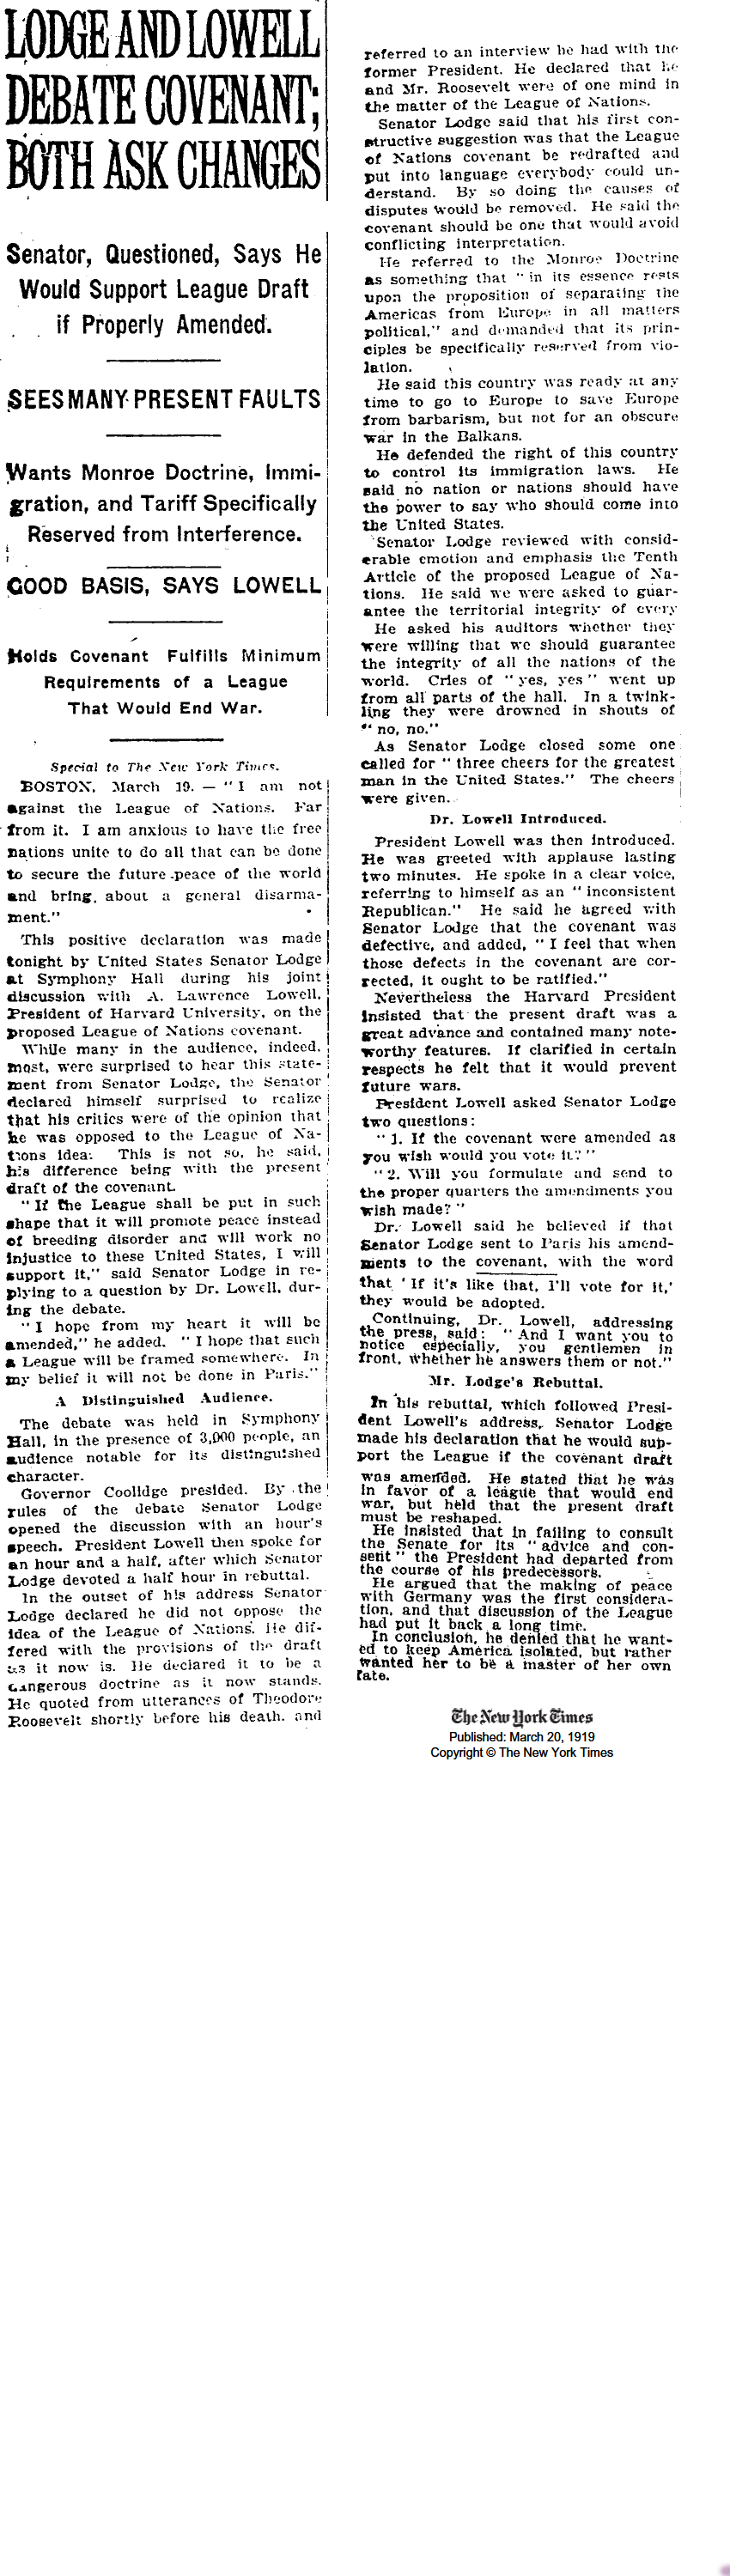 LODGE AND LOWELL
DEBATE COVENANT;
BOTH ASK CHANGES
Senator, Questioned, Says He
Would Support League Draft
if Properly Amended.
SEES MANY PRESENT FAULTS
Wants Monroe Doctrine, Immi-
gration, and Tariff Specifically
Reserved from Interference.
GOOD BASIS, SAYS LOWELL
Holds Covenant Fulfills Minimum
Requirements of a League
That Would End War.
Special to The New York Times.
BOSTON, March 19. — "I am not
against the League of Nations. Far
from it. I am anxious to have the free
nations unite to do all that can be done
to secure the future peace of the world
and bring about a general disarma-
ment."
This positive declaration was made
tonight by United States Senator Lodge
at Symphony Hall during his joint
discussion with A. Lawrence Lowell,
President of Harvard University, on the
proposed League of Nations covenant.
While many in the audience, indeed,
most, were surprised to hear this state-
ment from Senator Lodge, the Senator
declared himself surprised to realize
that his critics were of the opinion that
he was opposed to the League of Na-
tions idea. This is not so, he said,
his difference being with the present
draft of the covenant.
"If the League shall be put in such
shape that it will promote peace instead
of breeding disorder and will work no
injustice to these United States, I will
support it," said Senator Lodge in re-
plying to a question by Dr. Lowell, dur-
ing the debate.
"I hope from my heart it will be
amended," he added. "I hope that such
a League will be framed somewhere. In
my belief it will not be done in Paris."
A Distinguished Audience.
The debate was held in Symphony
Hall, in the presence of 3,000 people, an
audience notable for its distinguished
character.
Governor Coolidge presided. By the
rules of the debate Senator Lodge
opened the discussion with an hour's
speech. President Lowell then spoke for
an hour and a half, after which Senator
Lodge devoted a half hour in rebuttal.
In the outset of his address Senator
Lodge declared he did not oppose the
idea of the League of Nations. He dif-
fered with the provisions of the draft
as it now is. He declared it to be a
dangerous doctrine as it now stands.
He quoted from utterances of Theodore
Roosevelt shortly before his death, and
referred to an interview he had with the
former President. He declared that he
and Mr. Roosevelt were of one mind in
the matter of the League of Nations.
Senator Lodge said that his first con-
structive suggestion was that the League
of Nations covenant be redrafted and
put into language everybody could un-
derstand. By so doing the causes of
disputes would be removed. He said the
covenant should be one that would avoid
conflicting interpretation.
He referred to the Monroe Doctrine
as something that "in its essence rests
upon the proposition of separating the
Americas from Europe in all matters
political," and demanded that its prin-
ciples be specifically reserved from vio-
lation.
He said this country was ready at any
time to go to Europe to save Europe
from barbarism, but not for an obscure
war in the Balkans.
He defended the right of this country
to control its immigration laws. He
said no nation or nations should have
the power to say who should come into
the United States.
Senator Lodge reviewed with consid-
erable emotion and emphasis the Tenth
Article of the proposed League of Na-
tions. He said we were asked to guar-
antee the territorial integrity of every
He asked his auditors whether they
were willing that we should guarantee
the integrity of all the nations of the
world. Cries of "yes, yes" went up
from all parts of the hall. In a twink-
ling they were drowned in shouts of
"no, no."
As Senator Lodge closed some one
called for "three cheers for the greatest
man in the United States." The cheers
were given.
Dr. Lowell Introduced.
President Lowell was then introduced.
He was greeted with applause lasting
two minutes. He spoke in a clear voice,
referring to himself as an "inconsistent
Republican." He said he agreed with
Senator Lodge that the covenant was
defective, and added, "I feel that when
those defects in the covenant are cor-
rected, it ought to be ratified."
Nevertheless the Harvard President
insisted that the present draft was a
great advance and contained many note-
worthy features. If clarified in certain
respects he felt that it would prevent
future wars.
President Lowell asked Senator Lodge
two questions:
"1. If the covenant were amended as
you wish would you vote it?"
"2. Will you formulate and send to
the proper quarters the amendments you
wish made?"
Dr. Lowell said he believed if that
Senator Lodge sent to Paris his amend-
ments to the covenant, with the word
that 'If it's like that, I'll vote for it,'
they would be adopted.
Continuing, Dr. Lowell, addressing
the press, said: "And I want you to
notice especially, you gentlemen in
front, whether he answers them or not."
Mr. Lodge's Rebuttal.
In his rebuttal, which followed Presi-
dent Lowell's address, Senator Lodge
made his declaration that he would sup-
port the League if the covenant draft
was amended. He stated that he was
in favor of a league that would end
war, but held that the present draft
must be reshaped.
He insisted that in failing to consult
the Senate for its "advice and con-
sent" the President had departed from
the course of his predecessors.
He argued that the making of peace
with Germany was the first considera-
tion, and that discussion of the League
had put it back a long time.
In conclusion, he denied that he want-
ed to keep America isolated, but rather
wanted her to be a master of her own
fate.
The New York Times
Published: March 20, 1919
Copyright © The New York Times